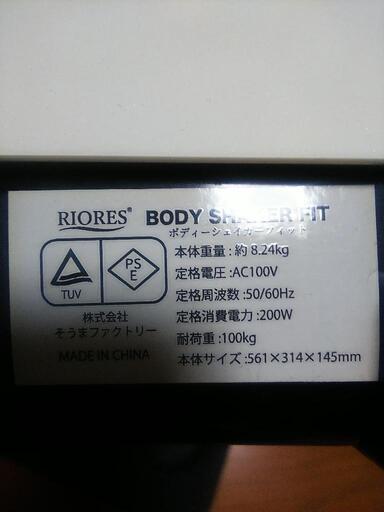 RIORES® BODY SHAKER FIT
ボディーシェイカーフィット
本体重量:約 8.24kg
定格電圧:AC100V
定格周波数:50/60Hz
定格消費電力:200W
耐荷重:100kg
本体サイズ:561×314×145mm
TUV
PS
E
株式会社
そうまファクトリー
MADE IN CHINA